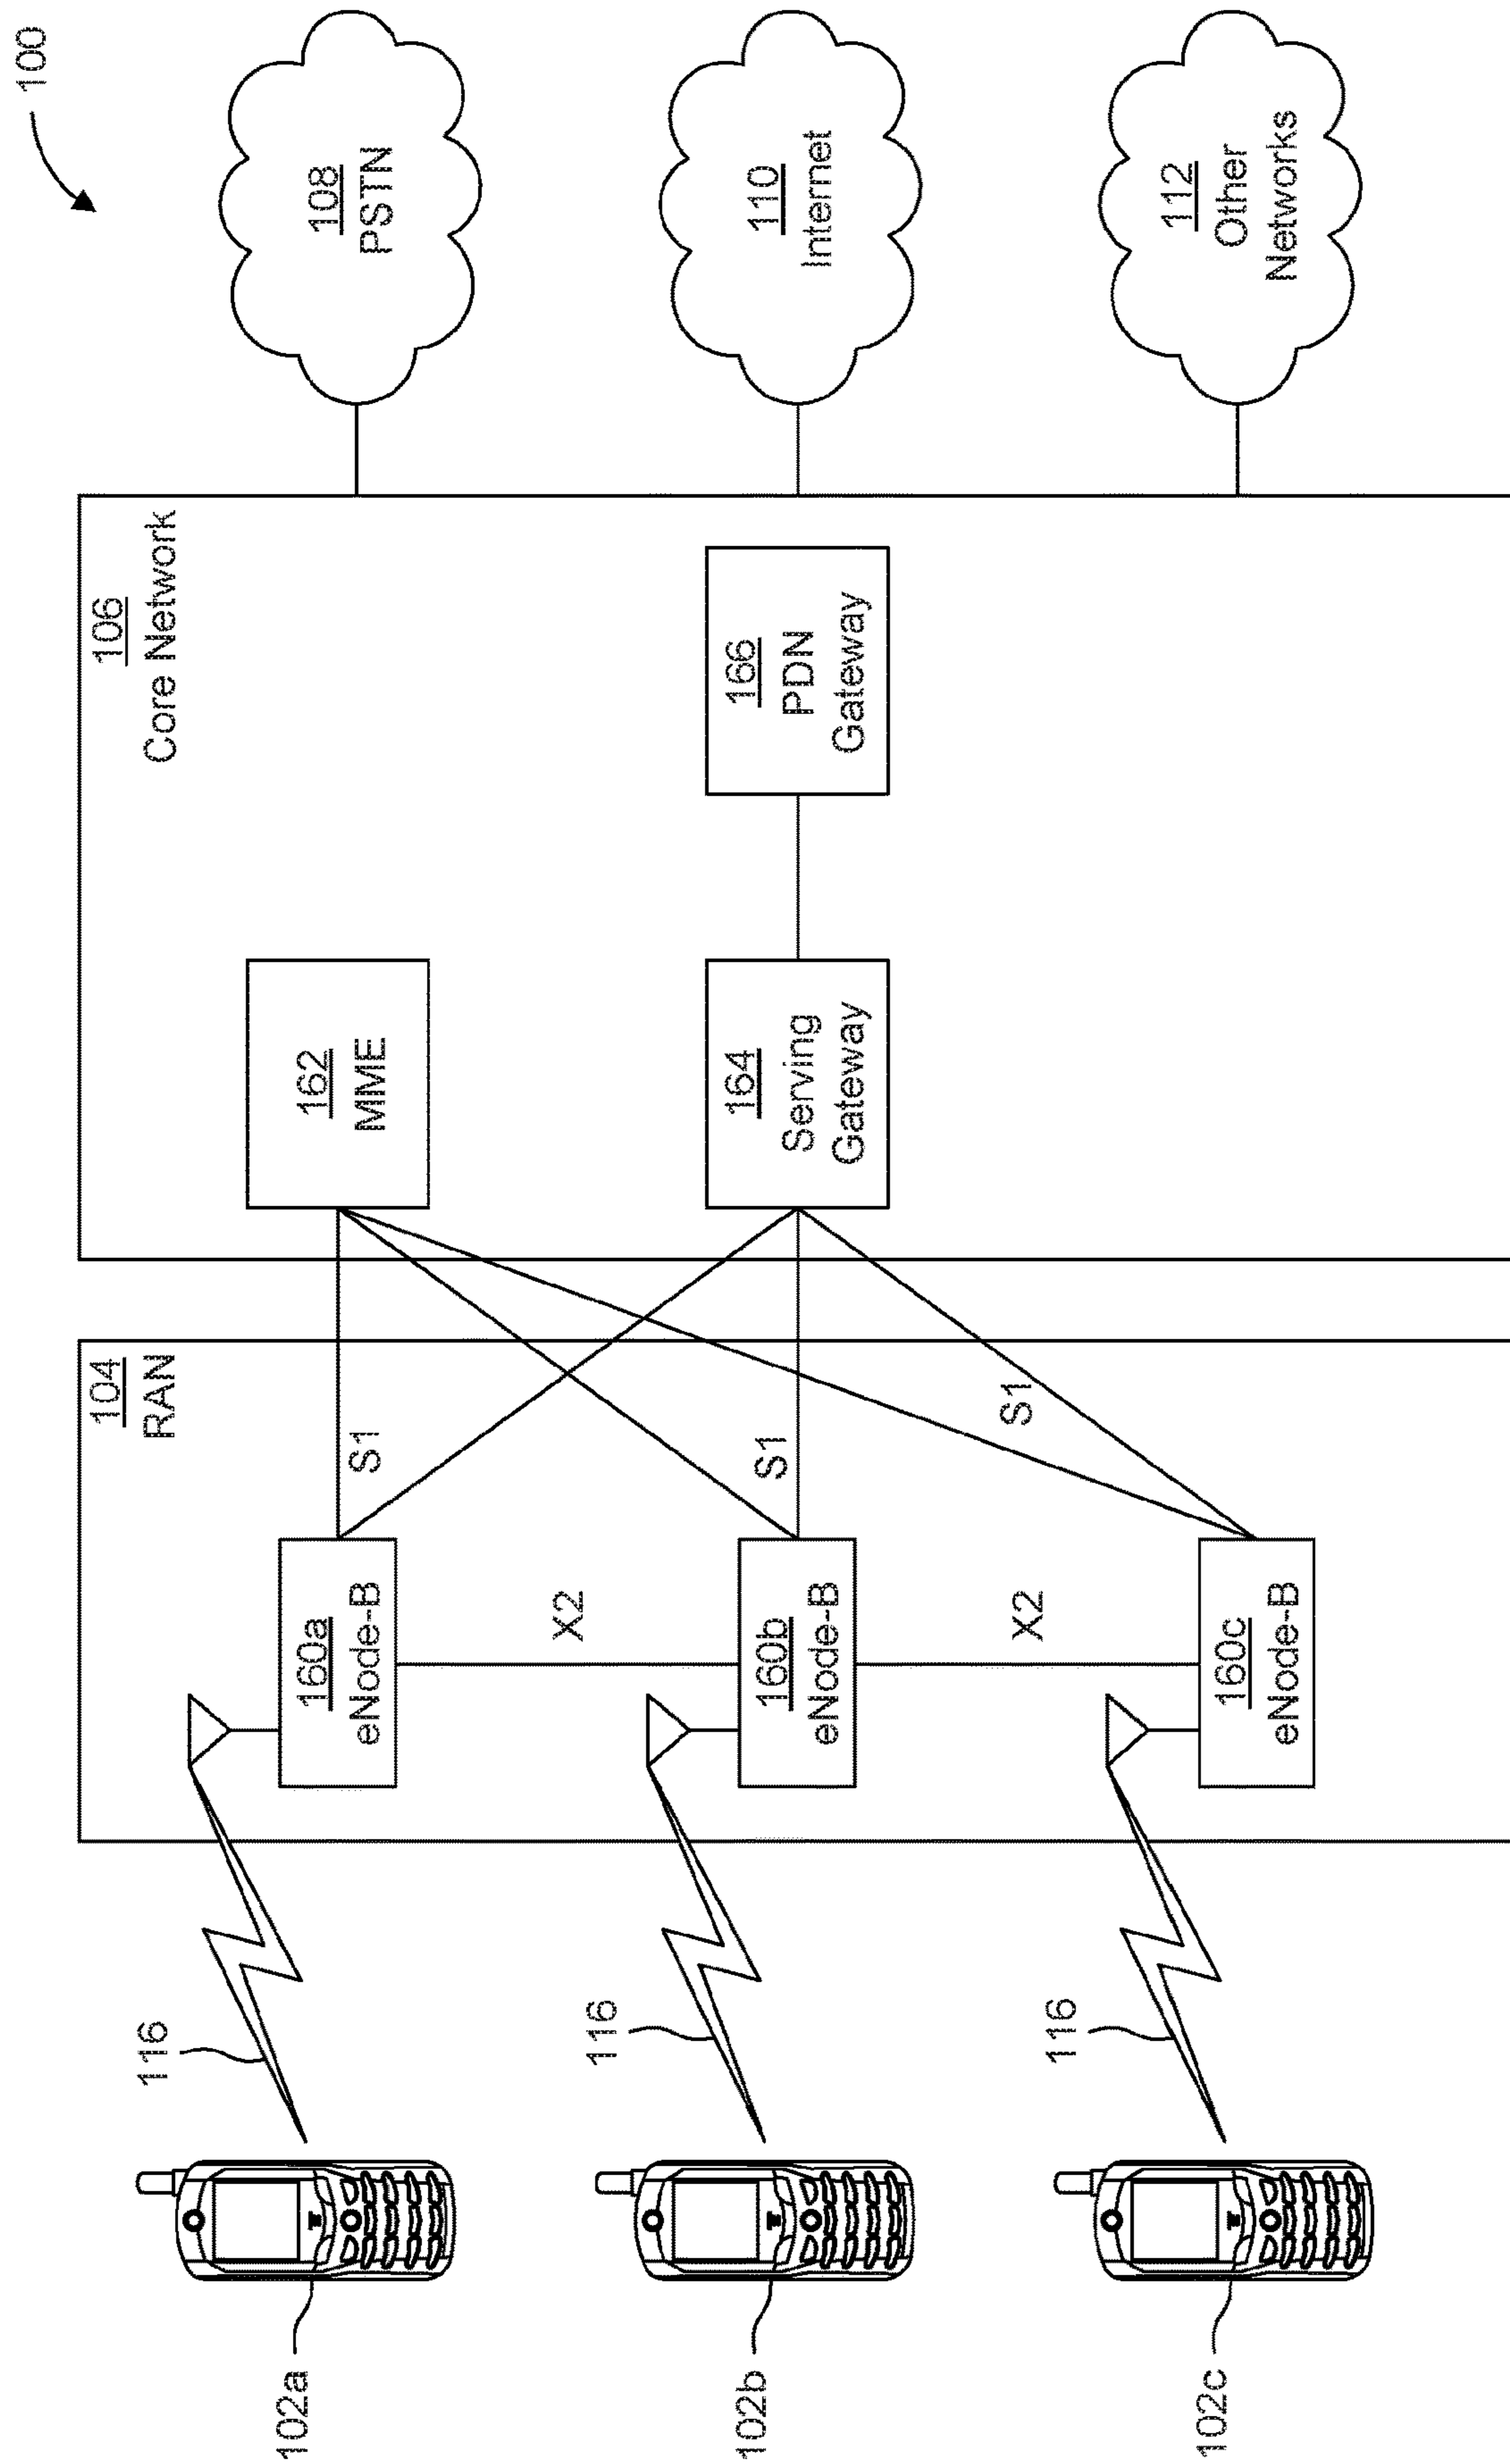 100
102a
116
104
RAN
160a
eNode-B
S1
X2
106
Core Network
162
MME
108
PSTN
102b
116
160b
eNode-B
S1
X2
164
Serving
Gateway
166
PDN
Gateway
110
Internet
102c
116
160c
eNode-B
S1
112
Other
Networks